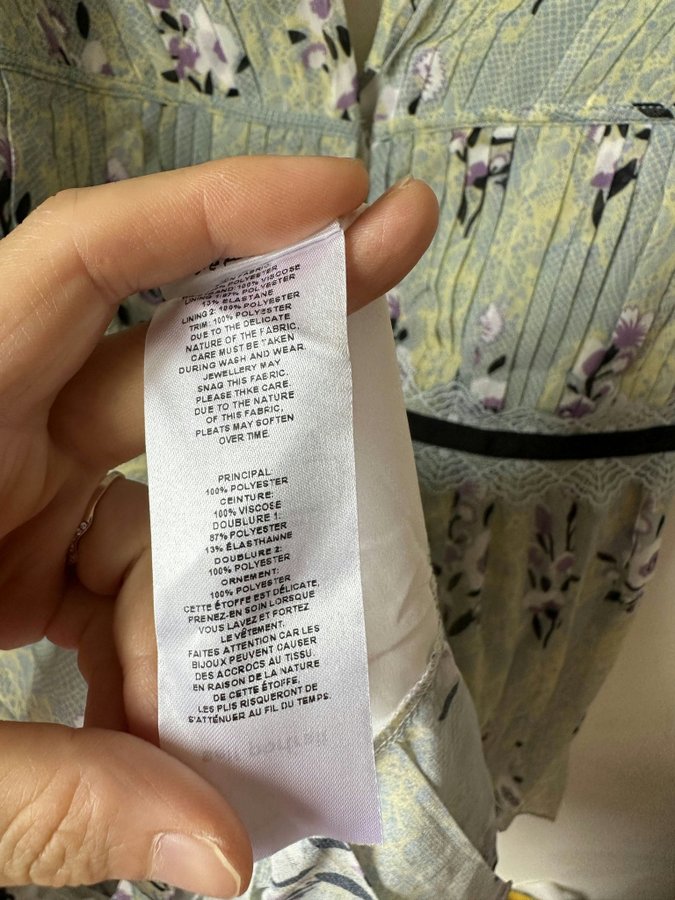 POLYESTER
100% VISCOSE
LINING 1: 87% POLYESTER
13% ELASTANE
LINING 2: 100% POLYESTER
TRIM: 100% POLYESTER
DUE TO THE DELICATE
NATURE OF THE FABRIC,
CARE MUST BE TAKEN
DURING WASH AND WEAR.
JEWELLERY MAY
SNAG THIS FABRIC.
PLEASE THKE CARE.
DUE TO THE NATURE
OF THIS FABRIC,
PLEATS MAY SOFTEN
OVER TIME.
PRINCIPAL:
100% POLYESTER
CEINTURE:
100% VISCOSE
DOUBLURE 1:
87% POLYESTER
13% ÉLASTHANNE
DOUBLURE 2:
100% POLYESTER
ORNEMENT:
100% POLYESTER
CETTE ÉTOFFE EST DÉLICATE,
PRENEZ-EN SOIN LORSQUE
VOUS LAVEZ ET PORTEZ
LE VÊTEMENT.
FAITES ATTENTION CAR LES
BIJOUX PEUVENT CAUSER
DES ACCROCS AU TISSU.
EN RAISON DE LA NATURE
DE CETTE ÉTOFFE,
LES PLIS RISQUERONT DE
S'ATTÉNUER AU FIL DU TEMPS.